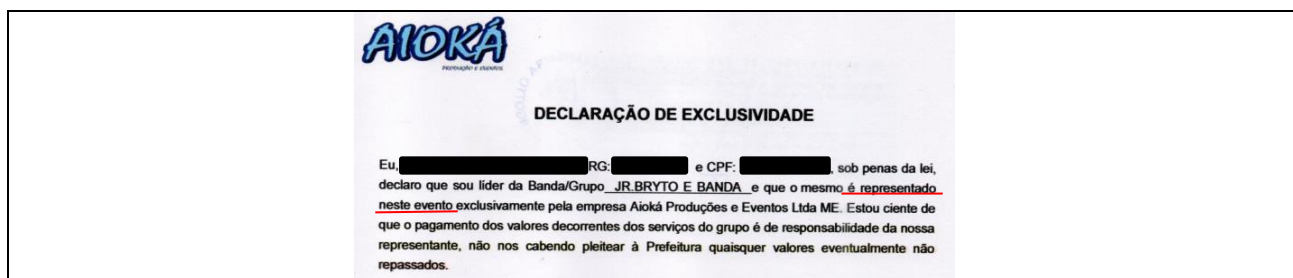 AIOKÁ
PRODUÇÃO E EVENTOS
DECLARAÇÃO DE EXCLUSIVIDADE
Eu, RG: e CPF: , sob penas da lei,
declaro que sou líder da Banda/Grupo JR.BRYTO E BANDA e que o mesmo é representado
neste evento exclusivamente pela empresa Aioká Produções e Eventos Ltda ME. Estou ciente de
que o pagamento dos valores decorrentes dos serviços do grupo é de responsabilidade da nossa
representante, não nos cabendo pleitear à Prefeitura quaisquer valores eventualmente não
repassados.